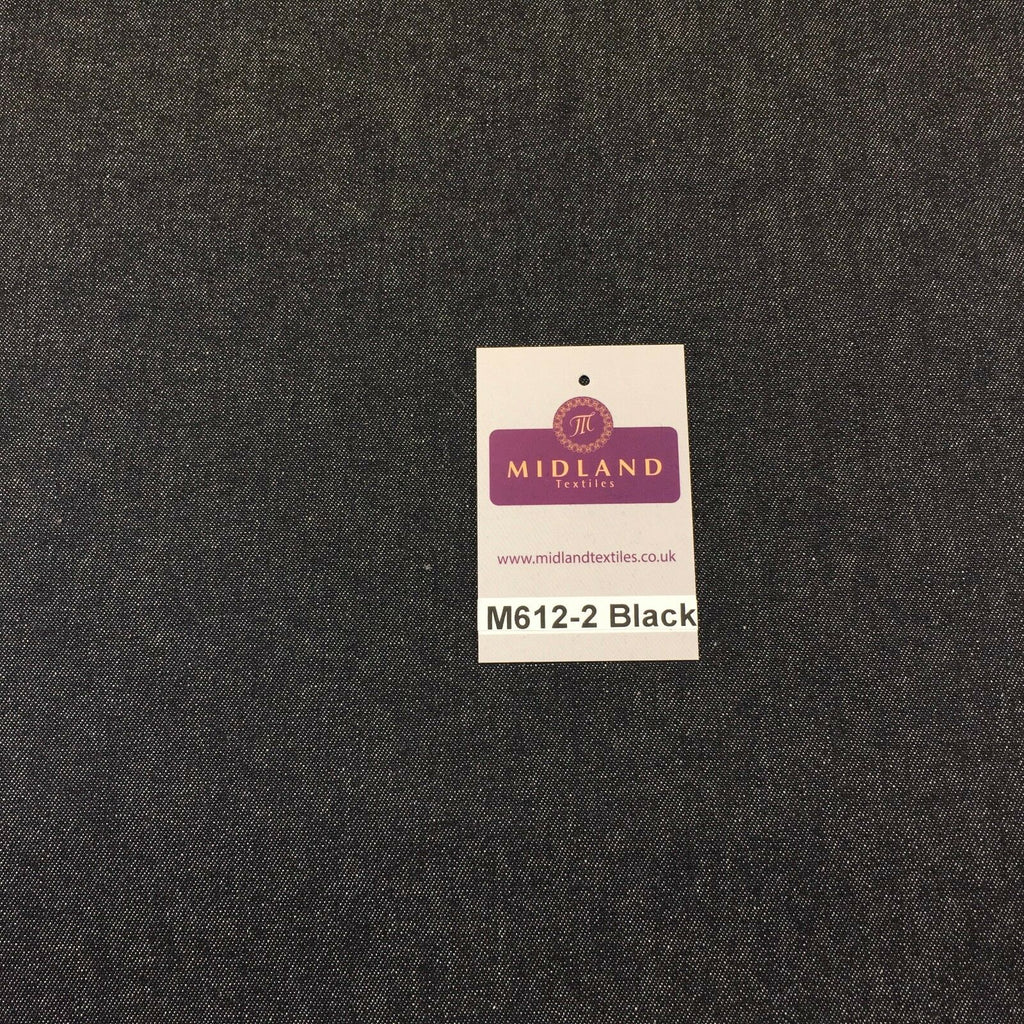 MIDLAND
Textiles
www.midlandtextiles.co.uk
M612-2 Black